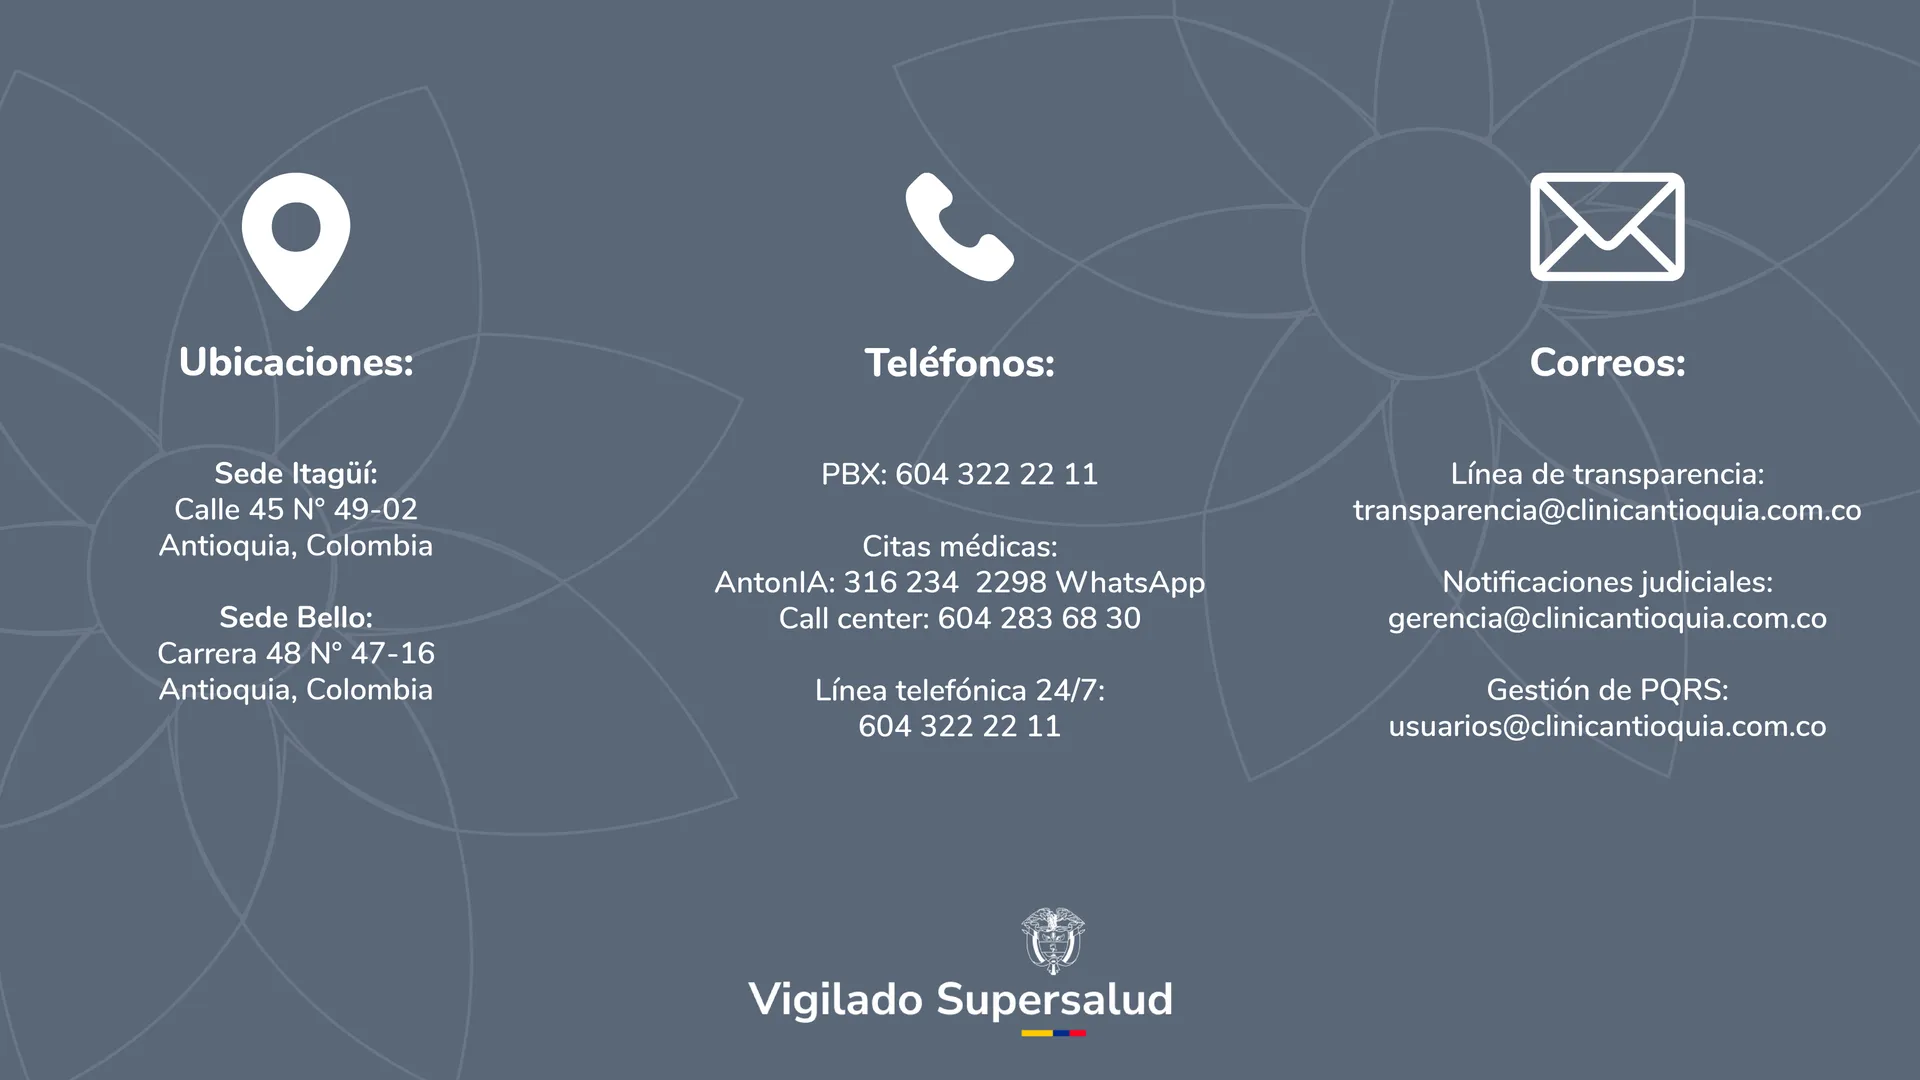 Ubicaciones:
Sede Itagüí:
Calle 45 N° 49-02
Antioquia, Colombia
Sede Bello:
Carrera 48 N° 47-16
Antioquia, Colombia
Teléfonos:
PBX: 604 322 22 11
Citas médicas:
AntonIA: 316 234  2298 WhatsApp
Call center: 604 283 68 30
Línea telefónica 24/7:
604 322 22 11
Correos:
Línea de transparencia:
transparencia@clinicantioquia.com.co
Notificaciones judiciales:
gerencia@clinicantioquia.com.co
Gestión de PQRS:
usuarios@clinicantioquia.com.co
Vigilado Supersalud